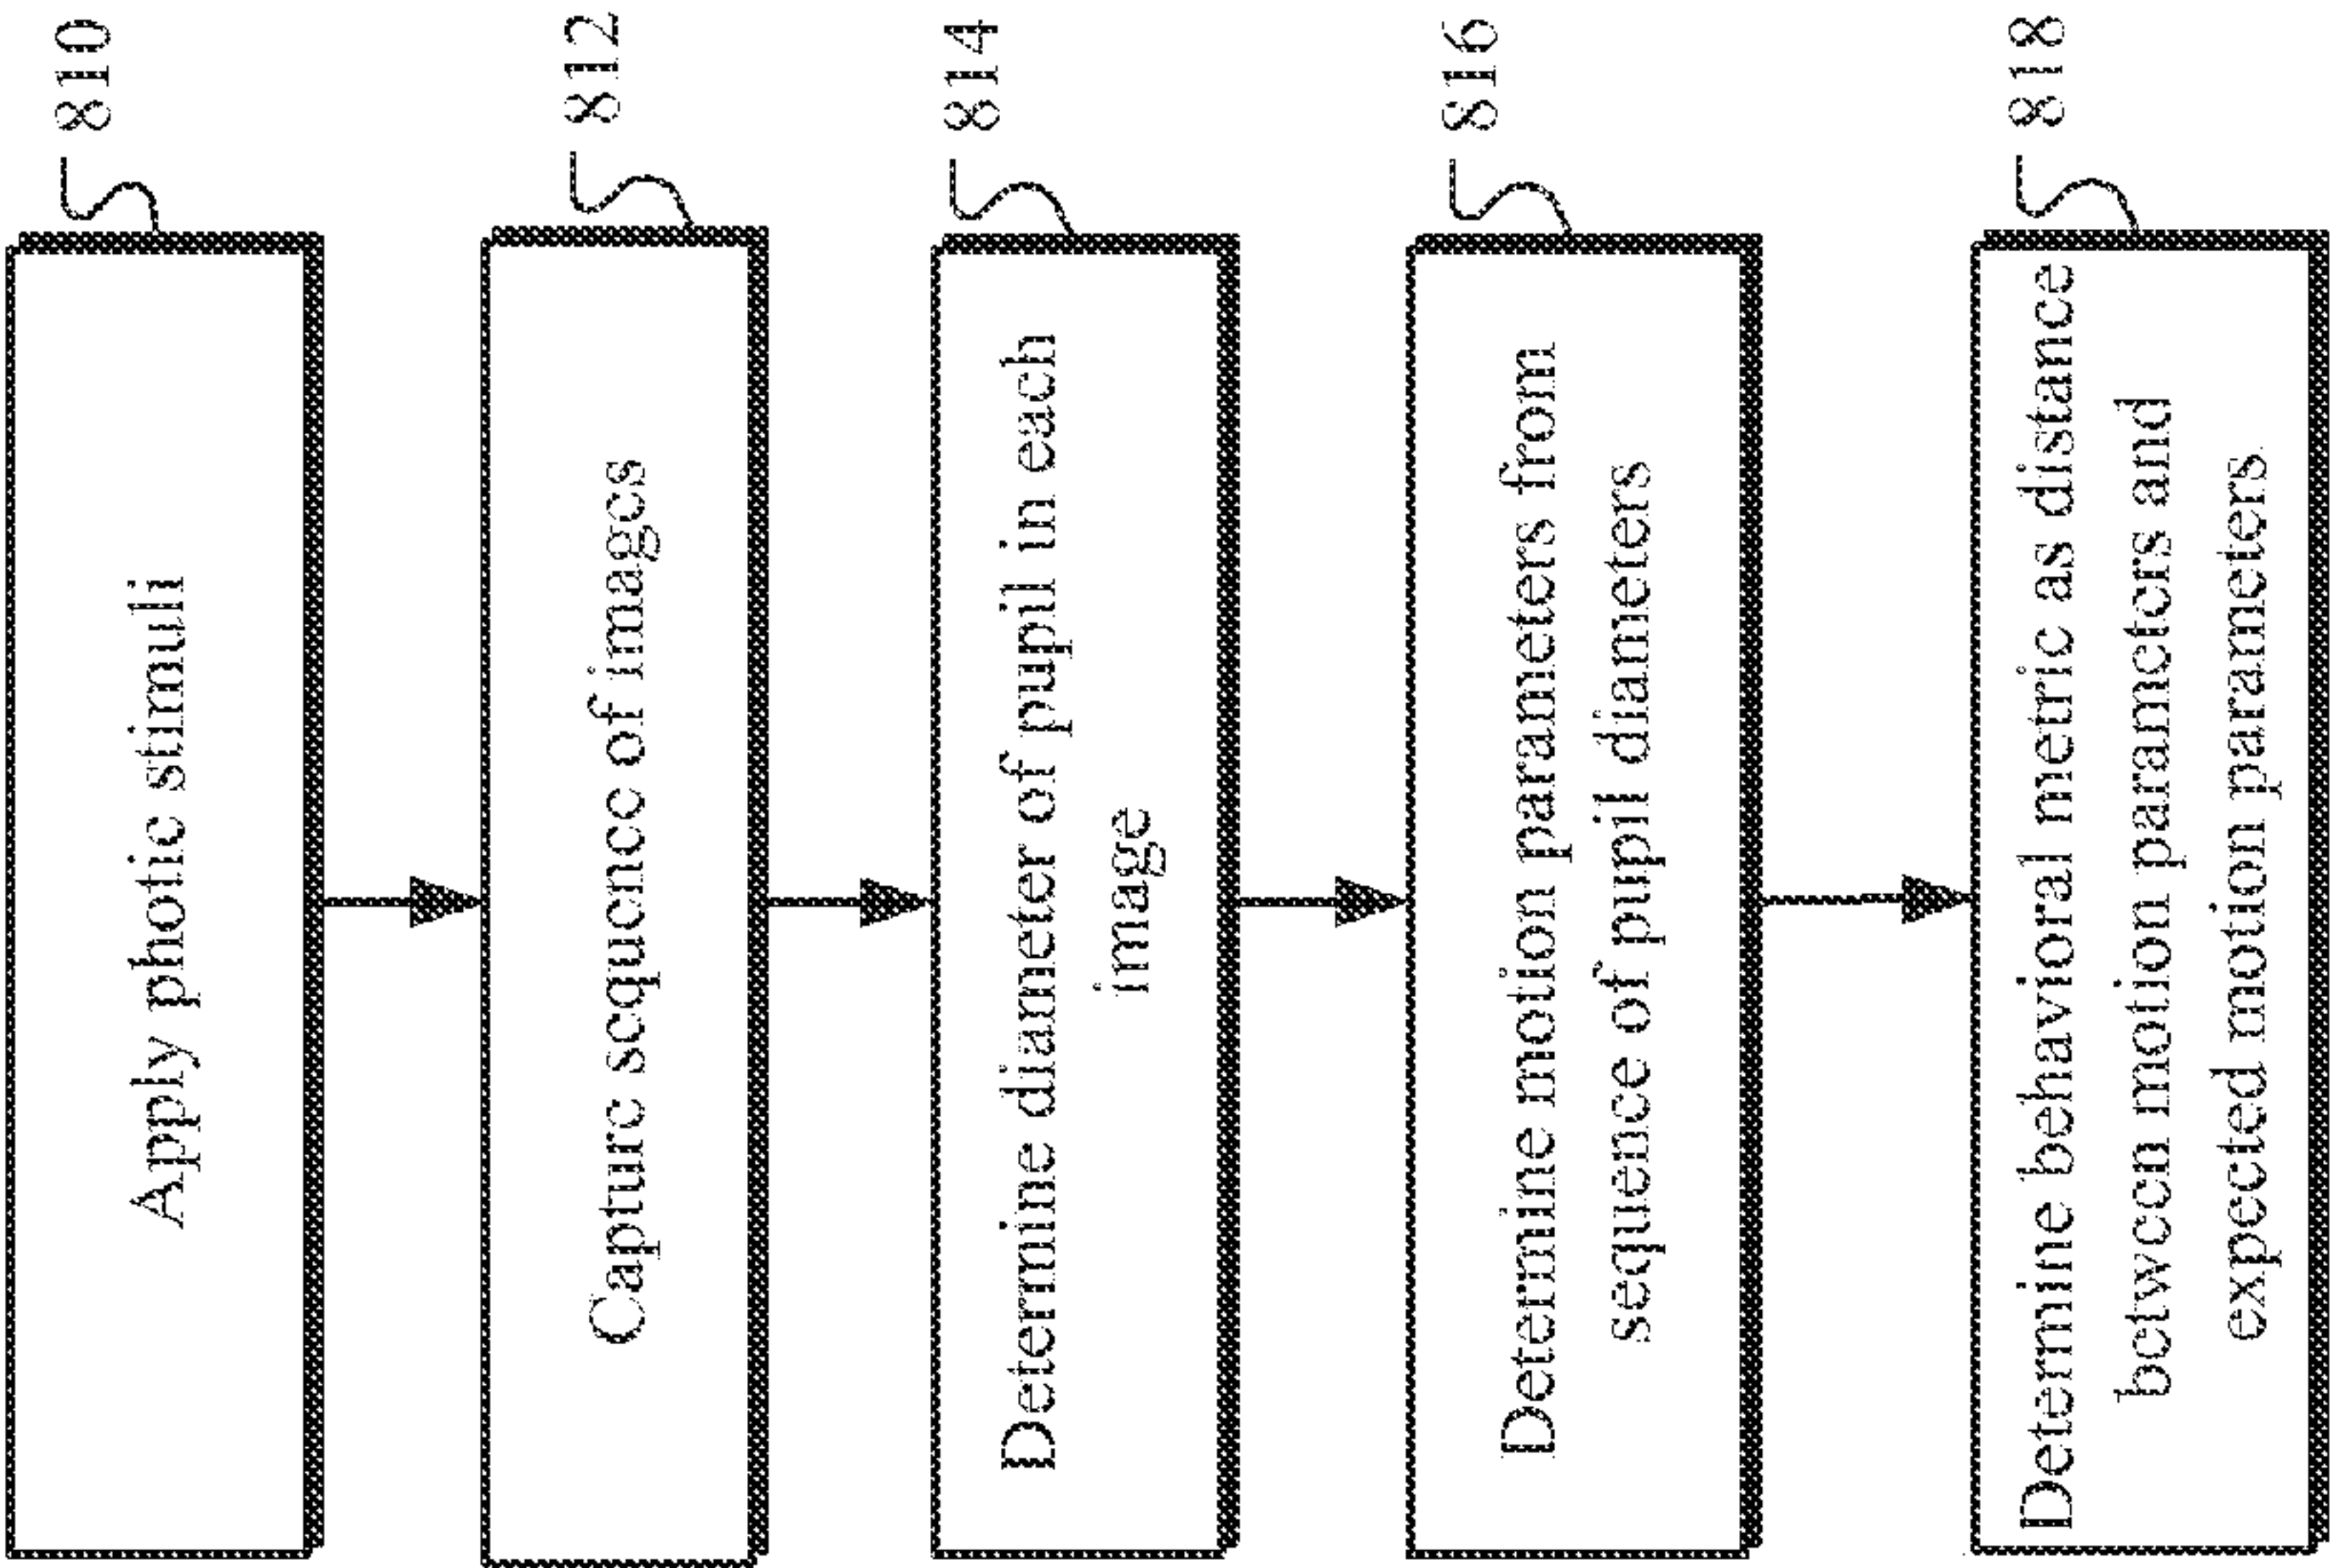 Apply photic stimuli
810
Capture sequence of images
812
Determine diameter of pupil in each
image
814
Determine motion parameters from
sequence of pupil diameters
816
Determine behavioral metric as distance
between motion parameters and
expected motion parameters
818